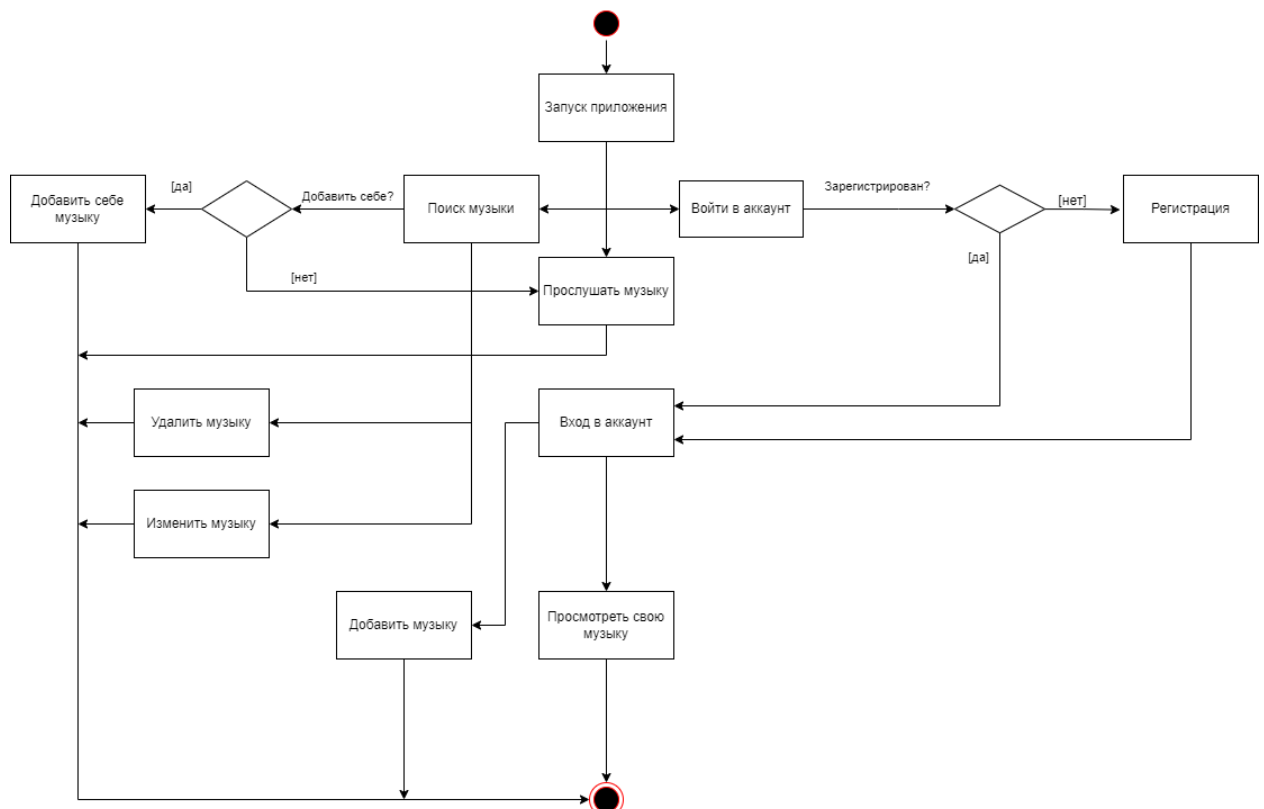 Запуск приложения
Добавить себе
музыку
[да]
Добавить себе?
Поиск музыки
Войти в аккаунт
Зарегистрирован?
[нет]
Регистрация
[да]
[нет]
Прослушать музыку
Удалить музыку
Вход в аккаунт
Изменить музыку
Добавить музыку
Просмотреть свою
музыку